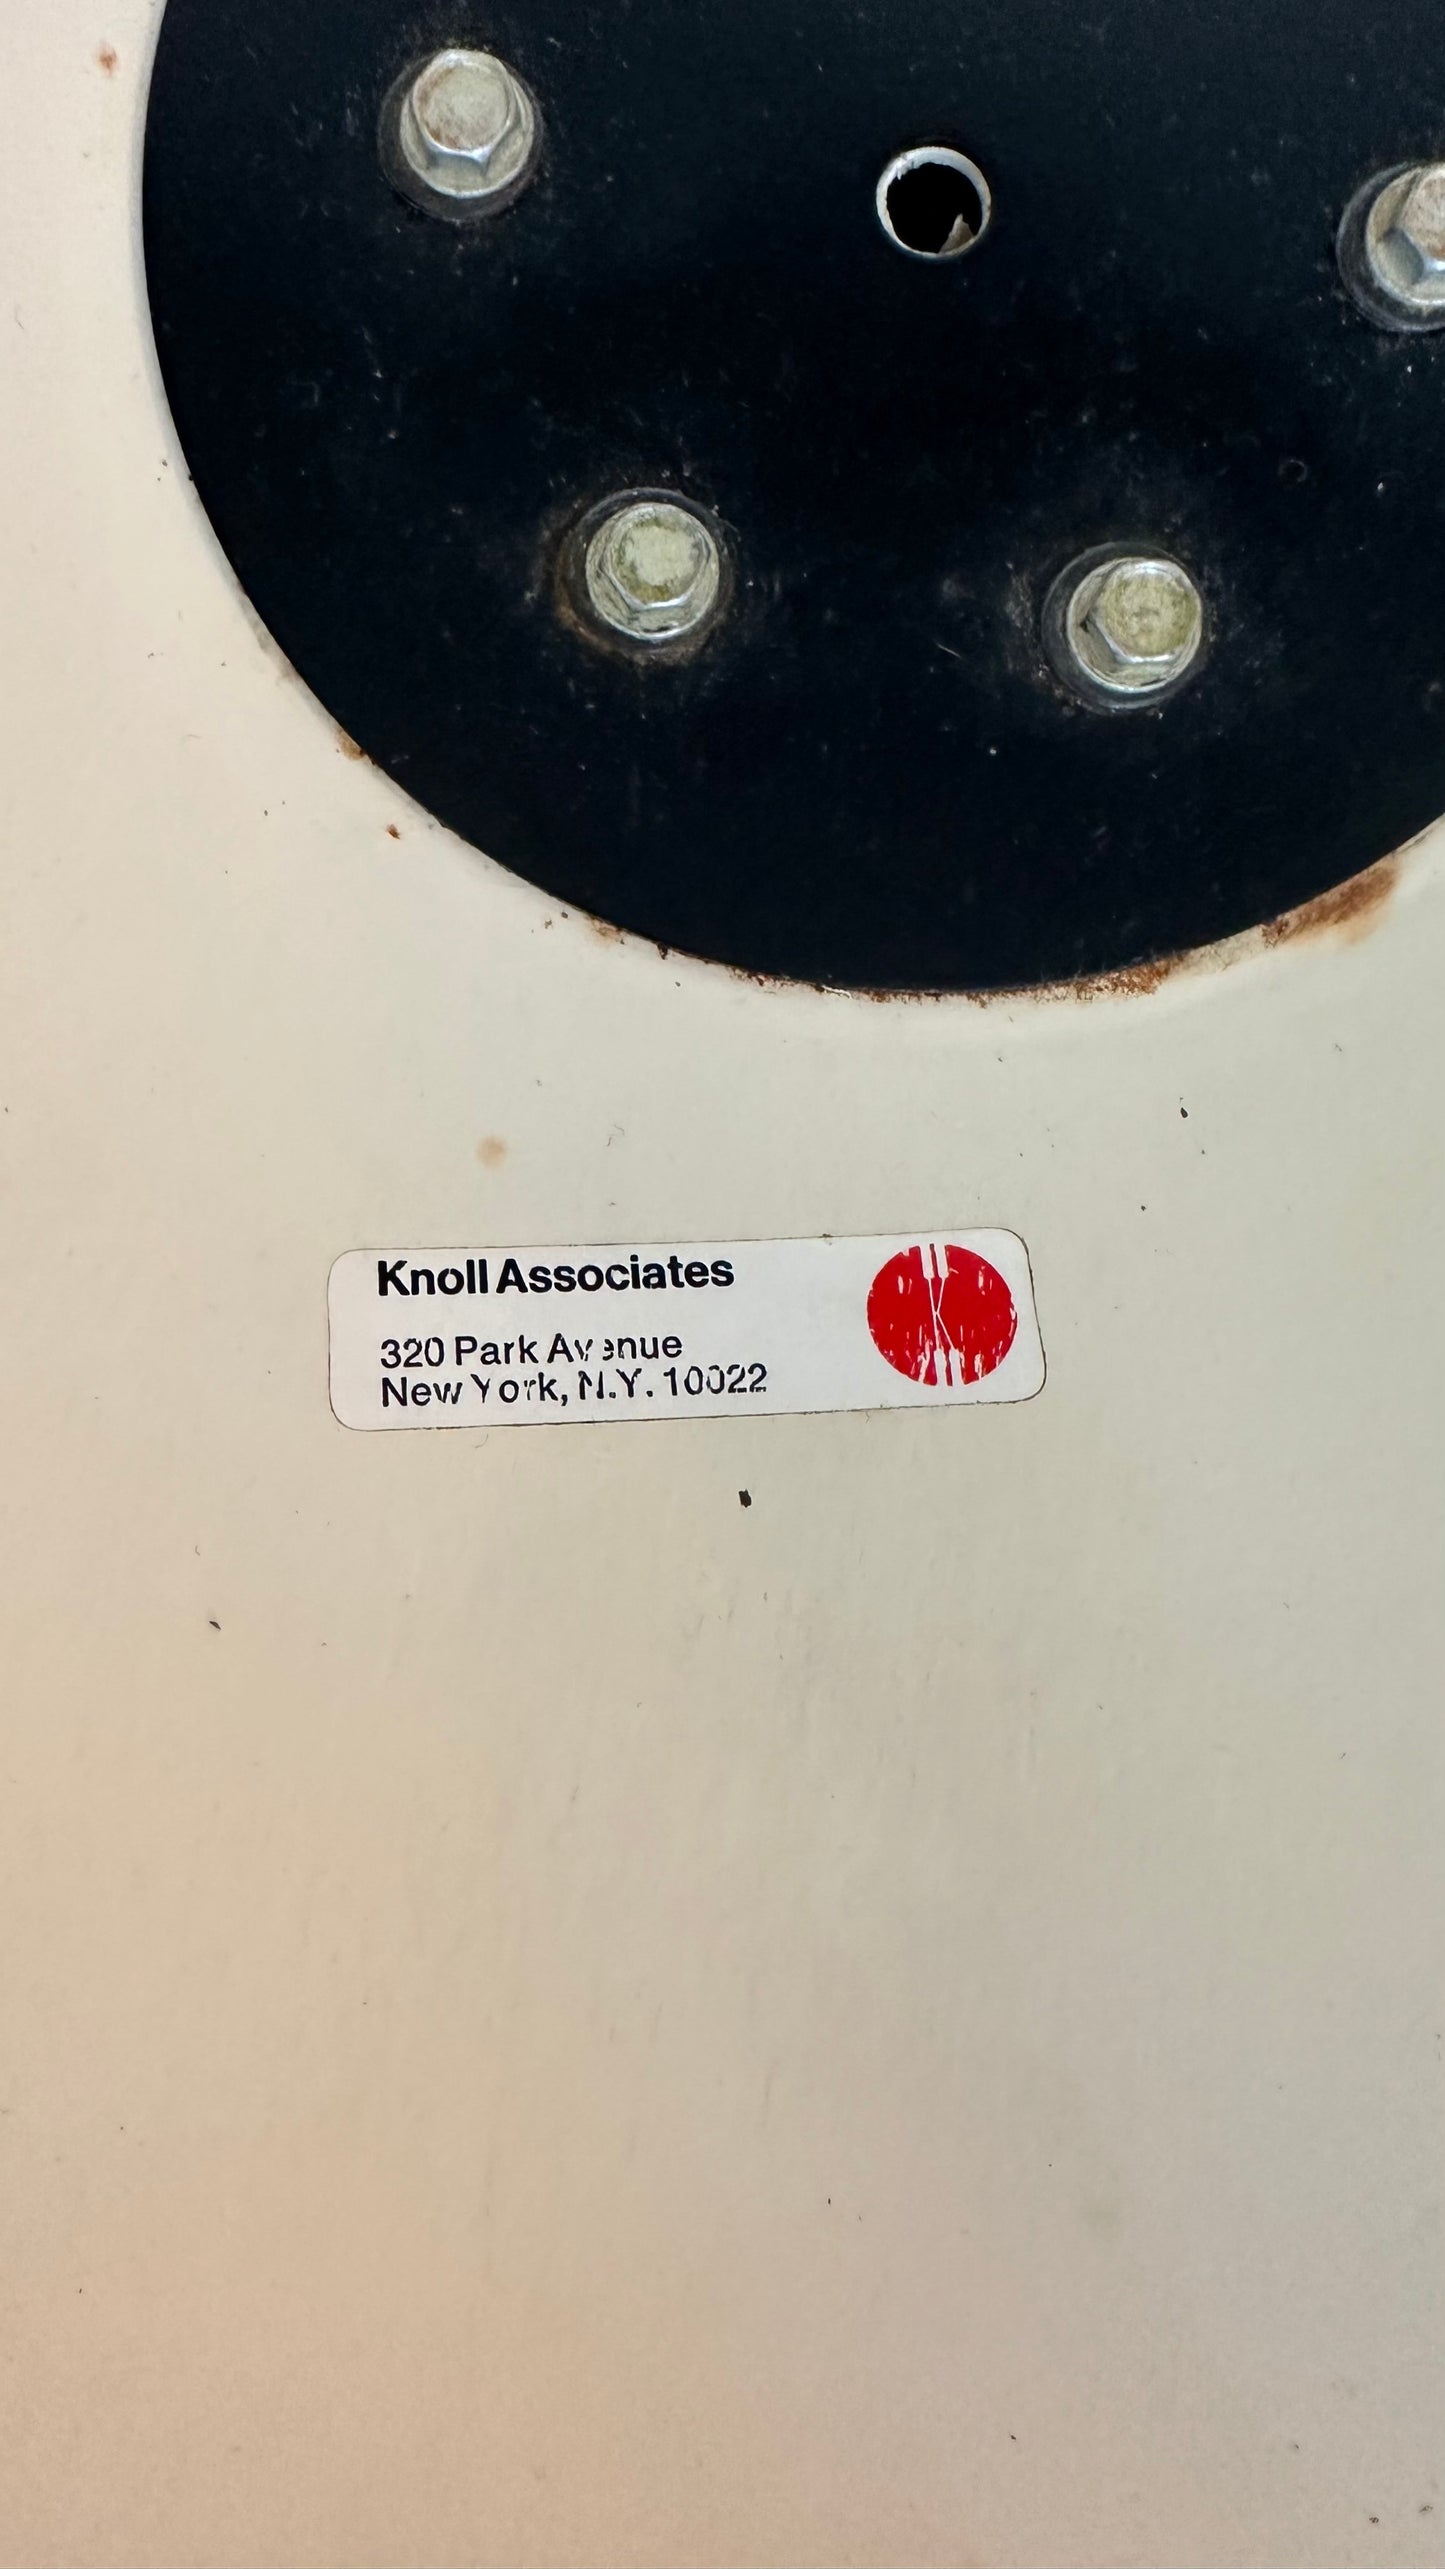 Knoll Associates
320 Park Avenue
New York, N.Y. 10022
K